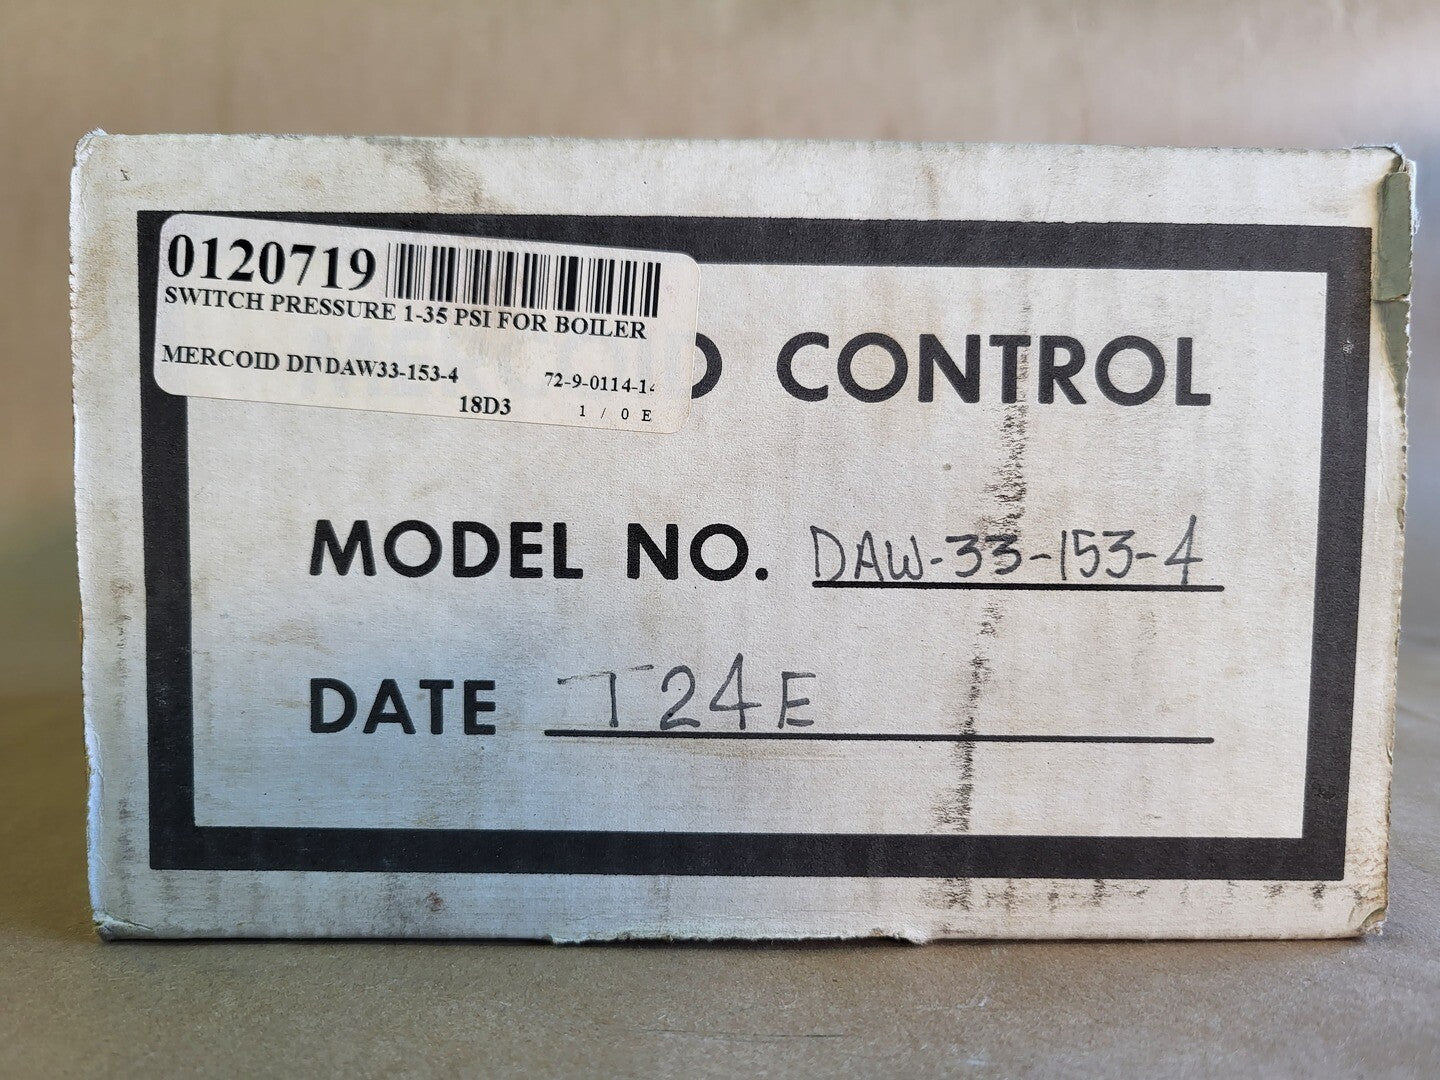 0120719
SWITCH PRESSURE 1-35 PSI FOR BOILER
MERCOID DIVDAW33-153-4 72-9-0114-14
18D3 1 / 0 E
D CONTROL
MODEL NO. DAW-33-153-4
DATE T24E